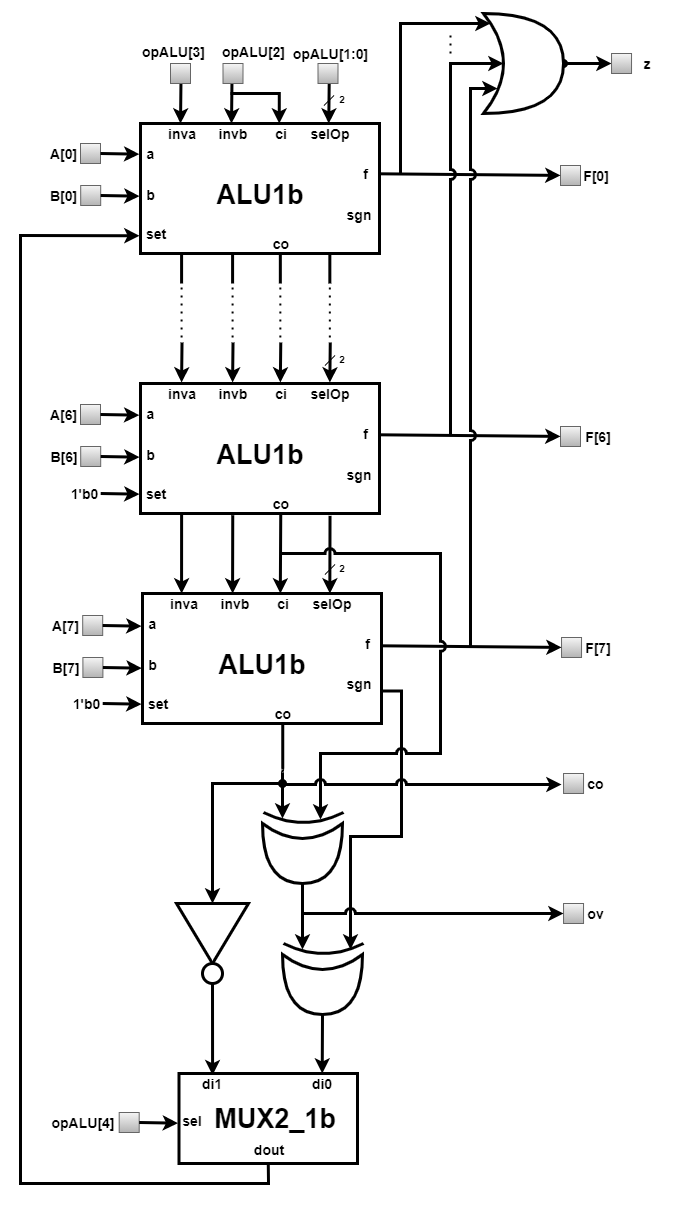 opALU[3] opALU[2] opALU[1:0]
z
2
inva invb ci selOp
A[0] a
f F[0]
B[0] b
ALU1b
sgn
set
co
2
inva invb ci selOp
A[6] a
f F[6]
B[6] b
ALU1b
sgn
1'b0 set
co
2
inva invb ci selOp
A[7] a
f F[7]
B[7] b
ALU1b
sgn
1'b0 set
co
co
ov
di1 di0
opALU[4] sel MUX2_1b
dout